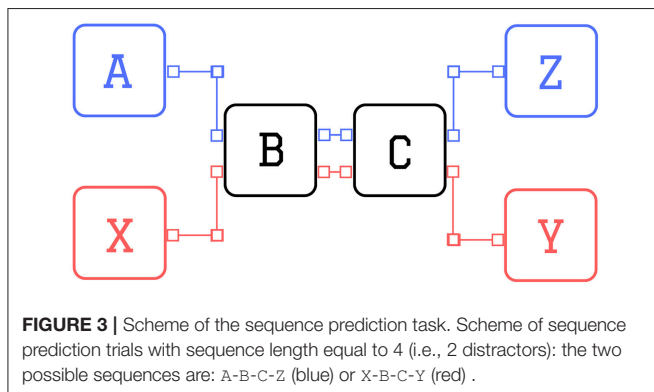 A
Z
B
C
X
Y
FIGURE 3 | Scheme of the sequence prediction task. Scheme of sequence
prediction trials with sequence length equal to 4 (i.e., 2 distractors): the two
possible sequences are: A-B-C-Z (blue) or X-B-C-Y (red) .